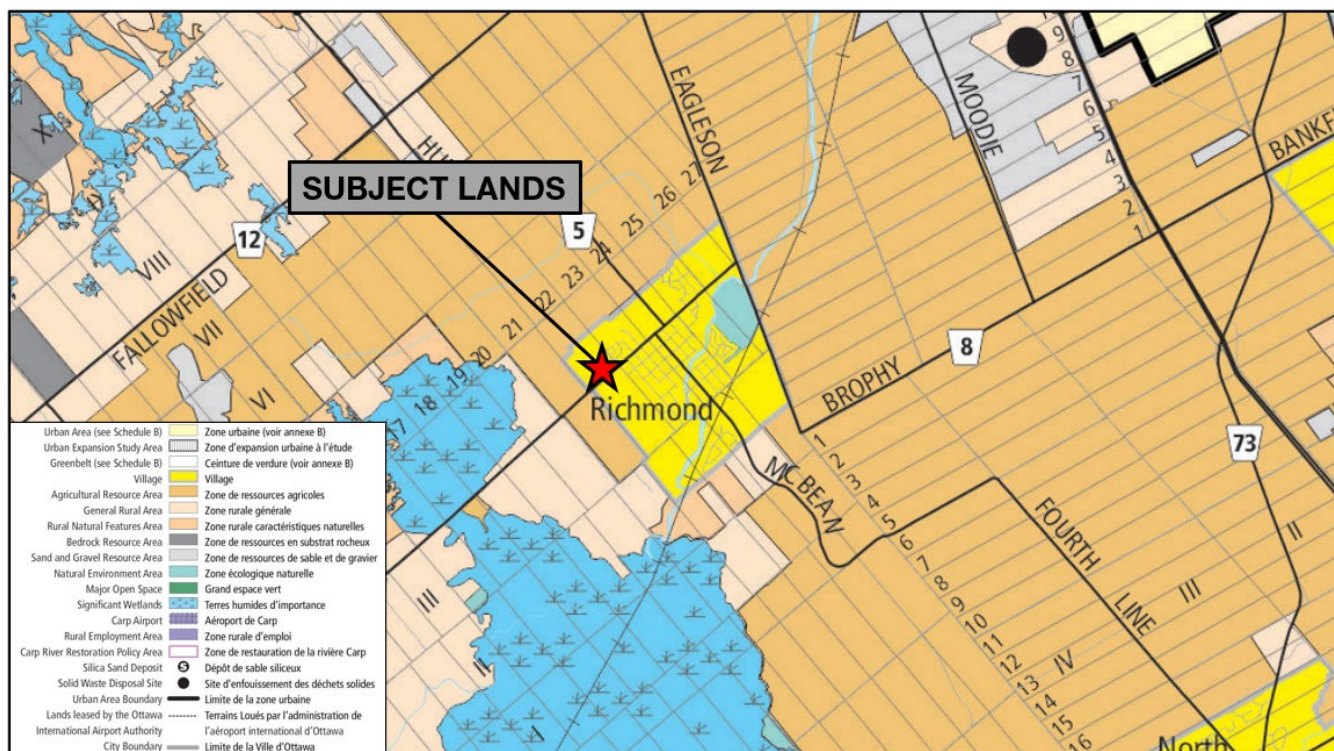 SUBJECT LANDS
EAGLESON
MOODIE
BANKE
FALLOWFIELD
BROPHY
MCBEAN
FOURTH
LINE
Richmond
North
HU
12
5
8
73
VIII
VII
VI
III
II
III
IV
II
17
18
19
20
21
22
23
24
25
26
27
9
8
7
6
5
4
3
2
1
1
2
3
4
5
6
7
8
9
10
11
12
13
14
15
16
Urban Area (see Schedule B) Zone urbaine (voir annexe B)
Urban Expansion Study Area Zone d'expansion urbaine à l'étude
Greenbelt (see Schedule B) Ceinture de verdure (voir annexe B)
Village Village
Agricultural Resource Area Zone de ressources agricoles
General Rural Area Zone rurale générale
Rural Natural Features Area Zone rurale caractéristiques naturelles
Bedrock Resource Area Zone de ressources en substrat rocheux
Sand and Gravel Resource Area Zone de ressources de sable et de gravier
Natural Environment Area Zone écologique naturelle
Major Open Space Grand espace vert
Significant Wetlands Terres humides d'importance
Carp Airport Aéroport de Carp
Rural Employment Area Zone rurale d'emploi
Carp River Restoration Policy Area Zone de restauration de la rivière Carp
Silica Sand Deposit S Dépôt de sable siliceux
Solid Waste Disposal Site Site d'enfouissement des déchets solides
Urban Area Boundary Limite de la zone urbaine
Lands leased by the Ottawa Terrains Loués par l'administration de
International Airport Authority l'aéroport international d'Ottawa
City Boundary Limite de la Ville d'Ottawa